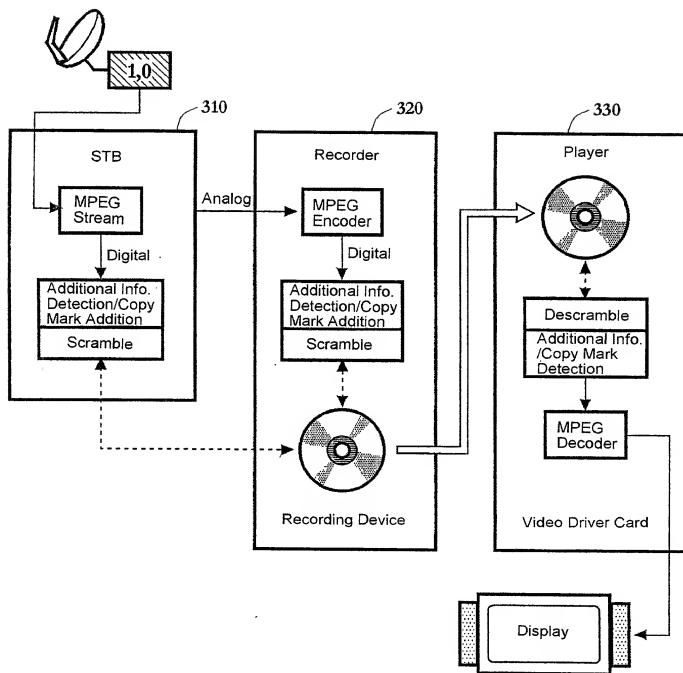 1,0
310
STB
MPEG
Stream
Digital
Additional Info.
Detection/Copy
Mark Addition
Scramble
Analog
320
Recorder
MPEG
Encoder
Digital
Additional Info.
Detection/Copy
Mark Addition
Scramble
Recording Device
330
Player
Descramble
Additional Info.
/Copy Mark
Detection
MPEG
Decoder
Video Driver Card
Display